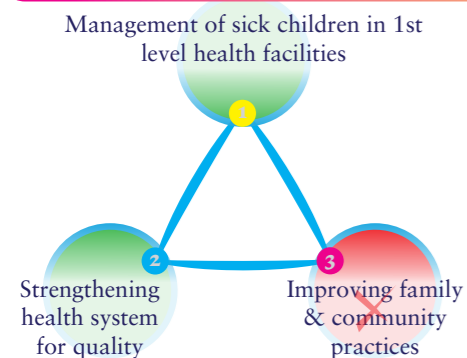 Management of sick children in 1st
level health facilities
1
2
3
Strengthening
health system
for quality
Improving family
& community
practices